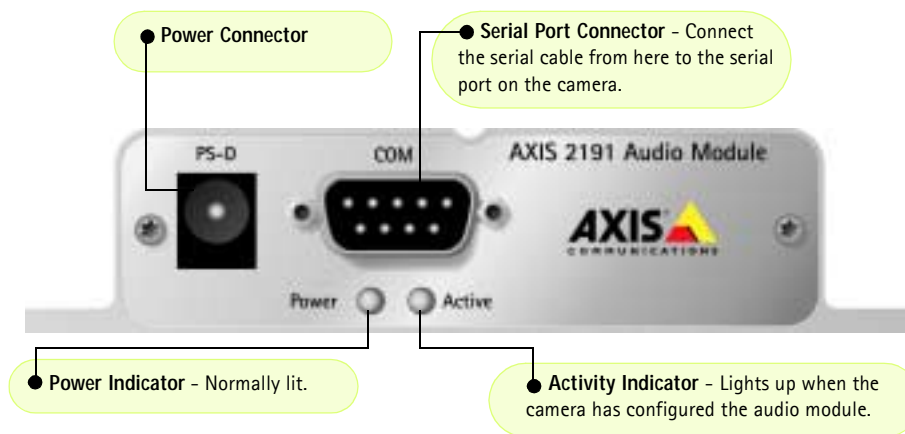 Power Connector
Serial Port Connector - Connect
the serial cable from here to the serial
port on the camera.
PS-D
COM
AXIS 2191 Audio Module
AXIS
COMMUNICATIONS
Power
Active
Power Indicator - Normally lit.
Activity Indicator - Lights up when the
camera has configured the audio module.